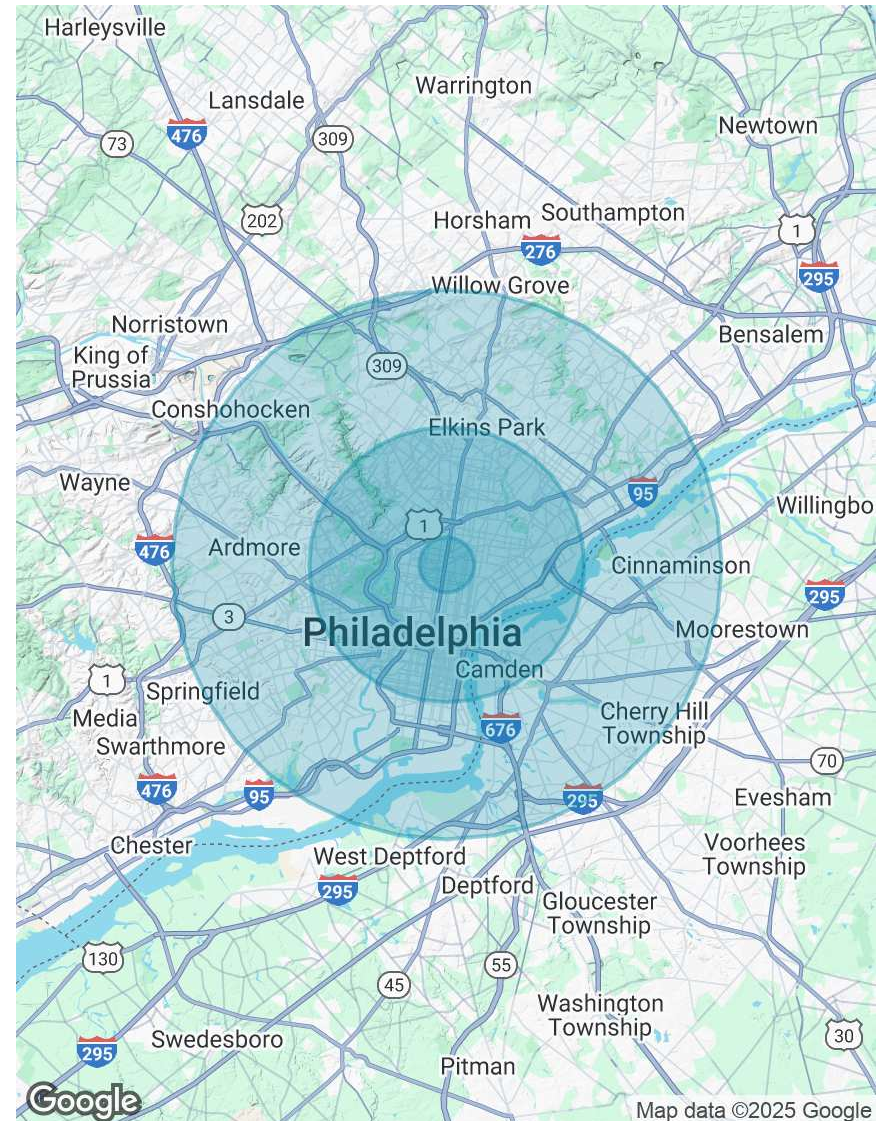 Harleysville
Warrington
Lansdale
476
309
73
Newtown
202
Horsham
Southampton
1
276
295
Willow Grove
Norristown
Bensalem
King of
Prussia
309
Conshohocken
Elkins Park
Wayne
95
Willingbo
1
476
Ardmore
Cinnaminson
295
3
Philadelphia
Moorestown
Camden
1
Springfield
Media
Cherry Hill
Township
676
Swarthmore
70
476
95
295
Evesham
Chester
West Deptford
Voorhees
Township
295
Deptford
Gloucester
Township
130
55
45
Washington
Township
Swedesboro
30
295
Pitman
Google
Map data ©2025 Google